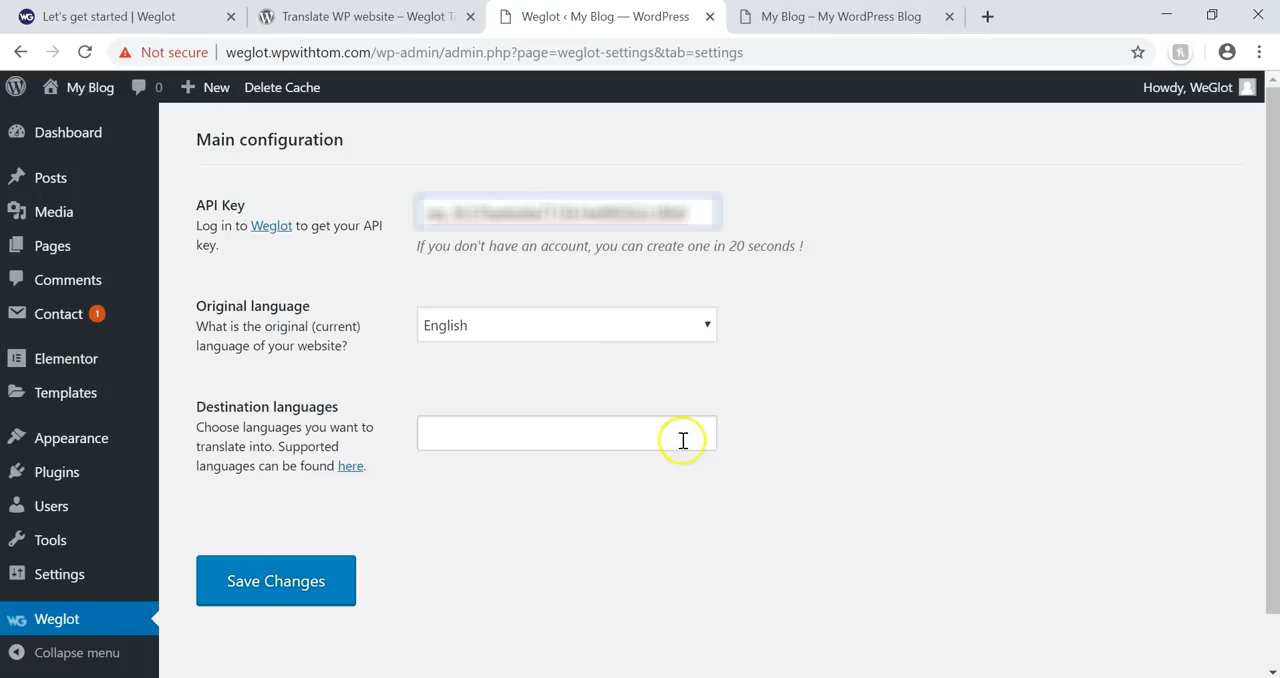 Let's get started | Weglot
Translate WP website – Weglot T
Weglot ‹ My Blog — WordPress
My Blog – My WordPress Blog
Not secure
weglot.wpwithtom.com/wp-admin/admin.php?page=weglot-settings&tab=settings
My Blog
0
New
Delete Cache
Howdy, WeGlot
Dashboard
Posts
Media
Pages
Comments
Contact 1
Elementor
Templates
Appearance
Plugins
Users
Tools
Settings
Weglot
Collapse menu
Main configuration
API Key
Log in to Weglot to get your API
key.
If you don't have an account, you can create one in 20 seconds !
Original language
What is the original (current)
language of your website?
English
Destination languages
Choose languages you want to
translate into. Supported
languages can be found here.
Save Changes